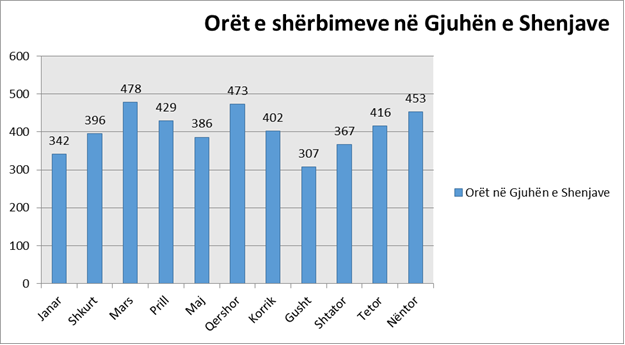 Orët e shërbimeve në Gjuhën e Shenjave
600
500
400
300
200
100
0
342
396
478
429
386
473
402
307
367
416
453
Janar
Shkurt
Mars
Prill
Maj
Qershor
Korrik
Gusht
Shtator
Tetor
Nëntor
Orët në Gjuhën e Shenjave